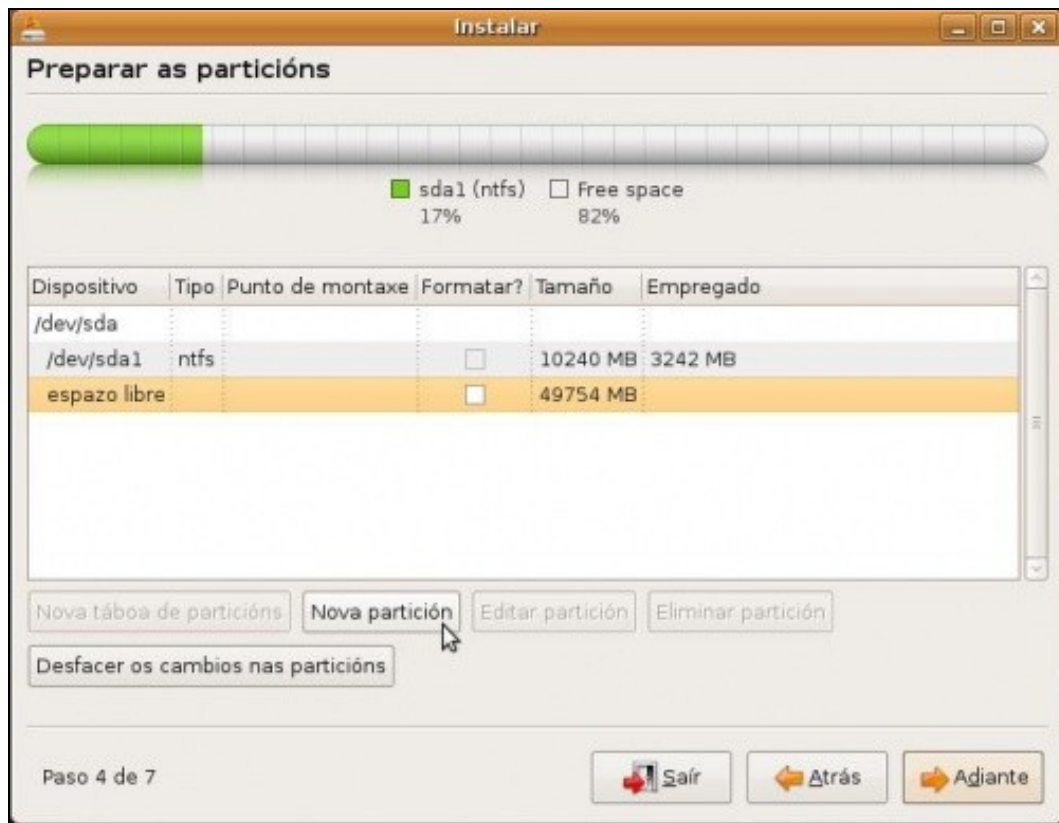 Instalar
Preparar as particións
sda1 (ntfs) Free space
17% 82%
Dispositivo Tipo Punto de montaxe Formatar? Tamaño Empregado
/dev/sda
/dev/sda1 ntfs 10240 MB 3242 MB
espazo libre 49754 MB
Nova táboa de particións Nova partición Editar partición Eliminar partición
Desfacer os cambios nas particións
Paso 4 de 7 Saír Atrás Adiante